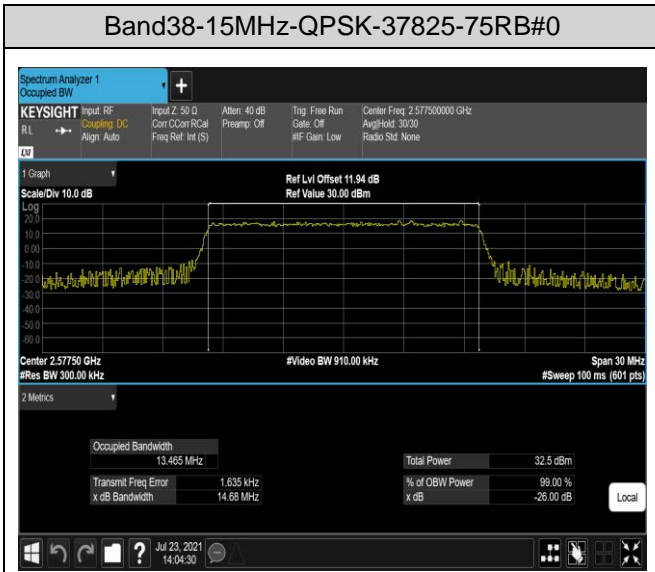 Band38-15MHz-QPSK-37825-75RB#0
Spectrum Analyzer 1
Occupied BW
KEYSIGHT Input: RF Input Z: 50 Ω Atten: 40 dB Trig: Free Run Center Freq: 2.577500000 GHz
R L Coupling: DC Corr CCorr RCal Preamp: Off Gate: Off Avg|Hold: 30/30
Align: Auto Freq Ref: Int (S) #IF Gain: Low Radio Std: None
LXI
1 Graph Ref Lvl Offset 11.94 dB
Scale/Div 10.0 dB Ref Value 30.00 dBm
Log
20.0
10.0
0.00
-10.0
-20.0
-30.0
-40.0
-50.0
-60.0
Center 2.57750 GHz #Video BW 910.00 kHz Span 30 MHz
#Res BW 300.00 kHz #Sweep 100 ms (601 pts)
2 Metrics
Occupied Bandwidth
13.465 MHz Total Power 32.5 dBm
Transmit Freq Error 1.635 kHz % of OBW Power 99.00 %
x dB Bandwidth 14.68 MHz x dB -26.00 dB
Local
Jul 23, 2021
14:04:30